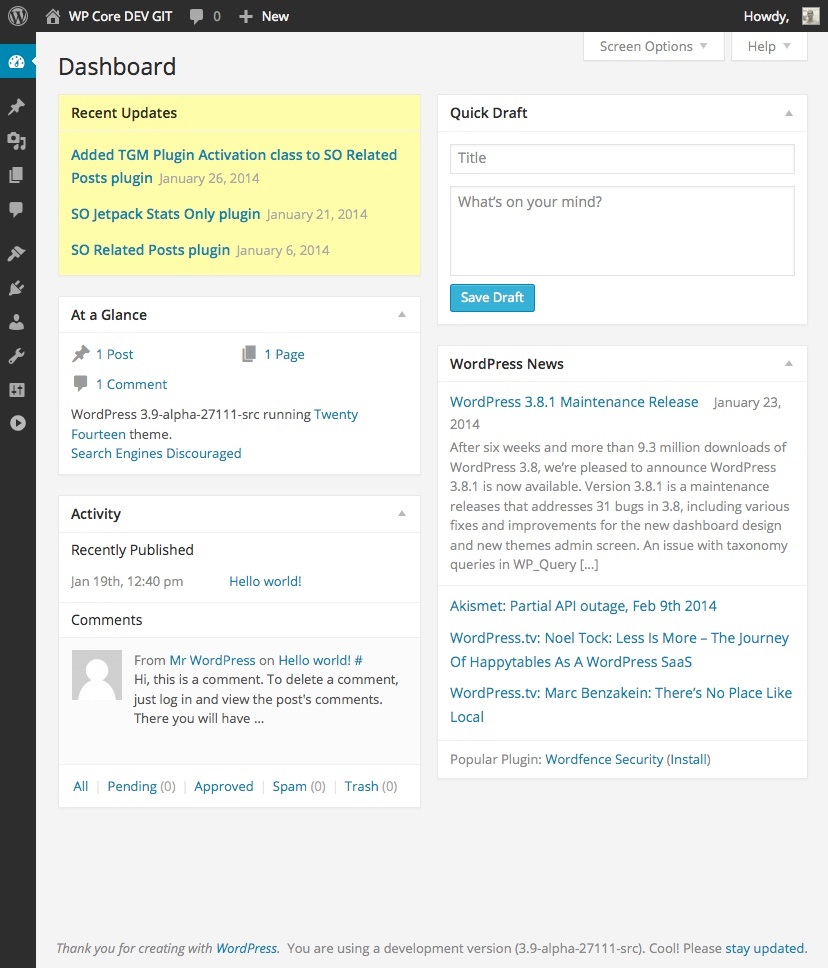 WP Core DEV GIT 0 New Howdy,
Screen Options Help
Dashboard
Recent Updates
Added TGM Plugin Activation class to SO Related
Posts plugin January 26, 2014
SO Jetpack Stats Only plugin January 21, 2014
SO Related Posts plugin January 6, 2014
At a Glance
1 Post 1 Page
1 Comment
WordPress 3.9-alpha-27111-src running Twenty
Fourteen theme.
Search Engines Discouraged
Activity
Recently Published
Jan 19th, 12:40 pm Hello world!
Comments
From Mr WordPress on Hello world! #
Hi, this is a comment. To delete a comment,
just log in and view the post's comments.
There you will have ...
All | Pending (0) | Approved | Spam (0) | Trash (0)
Quick Draft
Title
What's on your mind?
Save Draft
WordPress News
WordPress 3.8.1 Maintenance Release January 23,
2014
After six weeks and more than 9.3 million downloads of
WordPress 3.8, we're pleased to announce WordPress
3.8.1 is now available. Version 3.8.1 is a maintenance
releases that addresses 31 bugs in 3.8, including various
fixes and improvements for the new dashboard design
and new themes admin screen. An issue with taxonomy
queries in WP_Query [...]
Akismet: Partial API outage, Feb 9th 2014
WordPress.tv: Noel Tock: Less Is More – The Journey
Of Happytables As A WordPress SaaS
WordPress.tv: Marc Benzakein: There's No Place Like
Local
Popular Plugin: Wordfence Security (Install)
Thank you for creating with WordPress. You are using a development version (3.9-alpha-27111-src). Cool! Please stay updated.